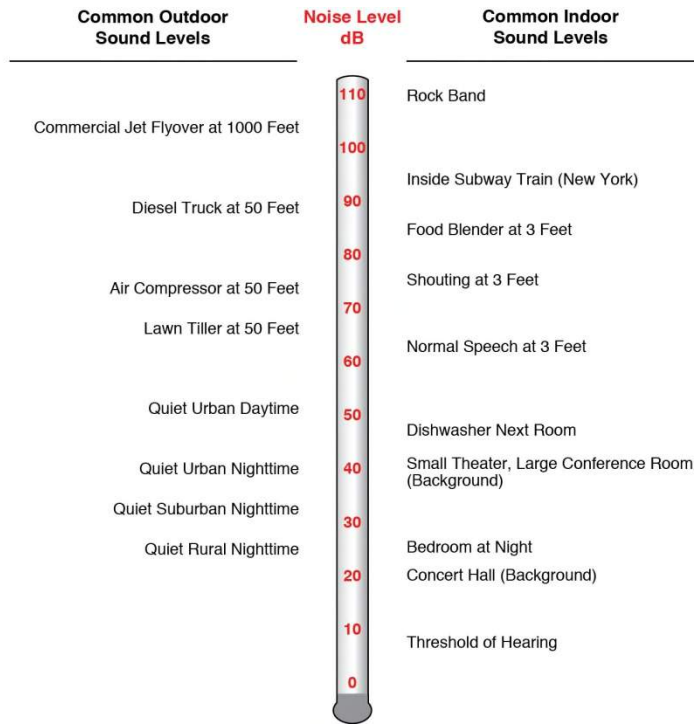 Common Outdoor
Sound Levels
Noise Level
dB
Common Indoor
Sound Levels
110
Rock Band
Commercial Jet Flyover at 1000 Feet
100
Inside Subway Train (New York)
90
Diesel Truck at 50 Feet
Food Blender at 3 Feet
80
Shouting at 3 Feet
Air Compressor at 50 Feet
70
Lawn Tiller at 50 Feet
Normal Speech at 3 Feet
60
Quiet Urban Daytime
50
Dishwasher Next Room
Quiet Urban Nighttime
40
Small Theater, Large Conference Room
(Background)
Quiet Suburban Nighttime
30
Quiet Rural Nighttime
Bedroom at Night
20
Concert Hall (Background)
10
Threshold of Hearing
0